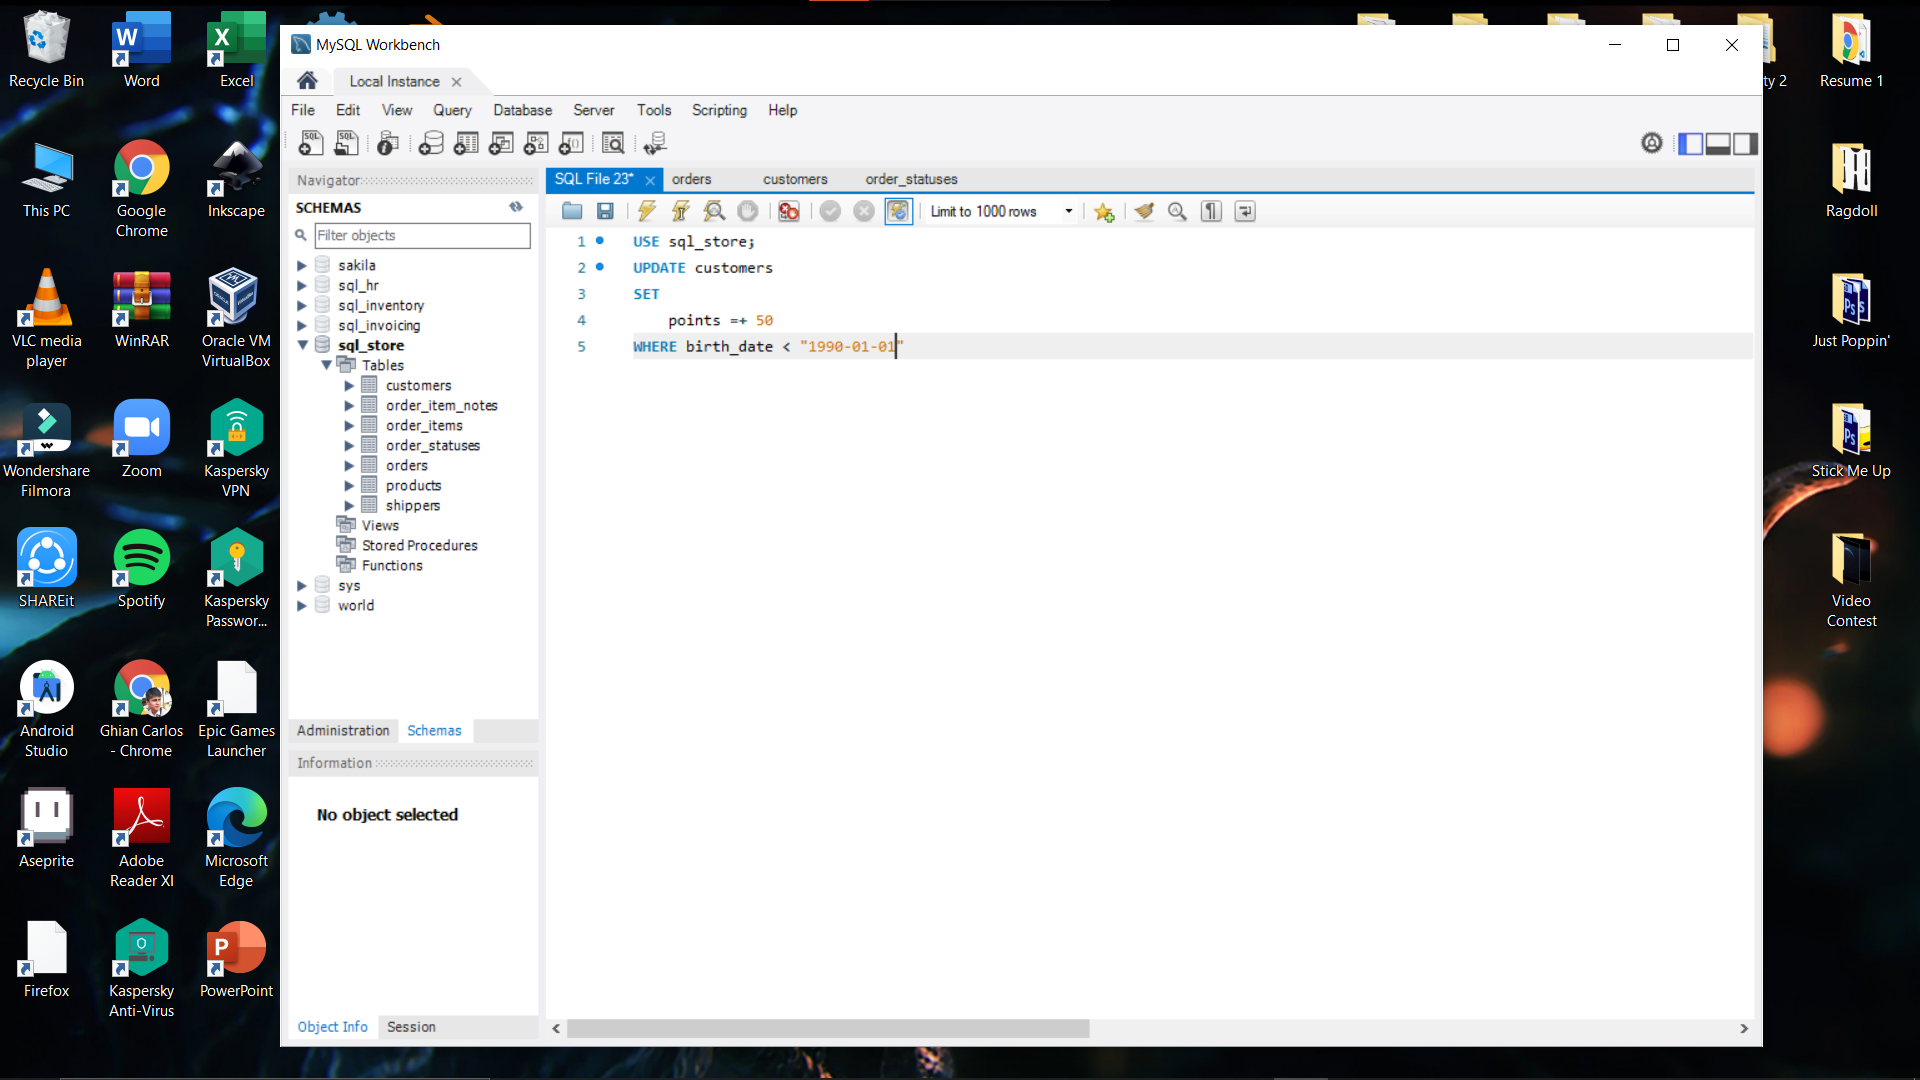 Recycle Bin
Word
Excel
This PC
Google Chrome
Inkscape
VLC media player
WinRAR
Oracle VM VirtualBox
Wondershare Filmora
Zoom
Kaspersky VPN
SHAREit
Spotify
Kaspersky Passwor...
Android Studio
Ghian Carlos - Chrome
Epic Games Launcher
Aseprite
Adobe Reader XI
Microsoft Edge
Firefox
Kaspersky Anti-Virus
PowerPoint
MySQL Workbench
Local Instance
File Edit View Query Database Server Tools Scripting Help
Navigator
SCHEMAS
Filter objects
sakila
sql_hr
sql_inventory
sql_invoicing
sql_store
Tables
customers
order_item_notes
order_items
order_statuses
orders
products
shippers
Views
Stored Procedures
Functions
sys
world
Administration Schemas
Information
No object selected
Object Info Session
SQL File 23* orders customers order_statuses
Limit to 1000 rows
1 USE sql_store;
2 UPDATE customers
3 SET
4 points =+ 50
5 WHERE birth_date < "1990-01-01"
ty 2
Resume 1
Ragdoll
Just Poppin'
Stick Me Up
Video Contest